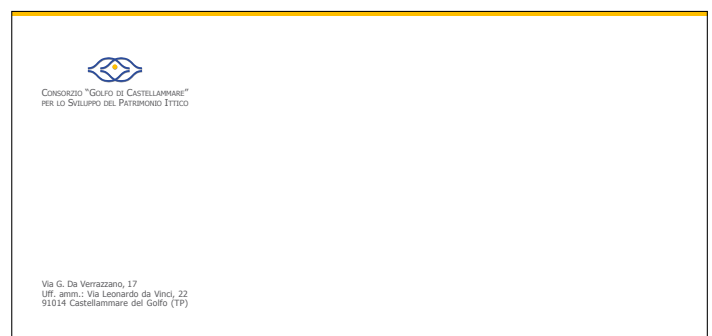 Consorzio “Golfo di Castellammare”
per lo Sviluppo del Patrimonio Ittico
Via G. Da Verrazzano, 17
Uff. amm.: Via Leonardo da Vinci, 22
91014 Castellammare del Golfo (TP)